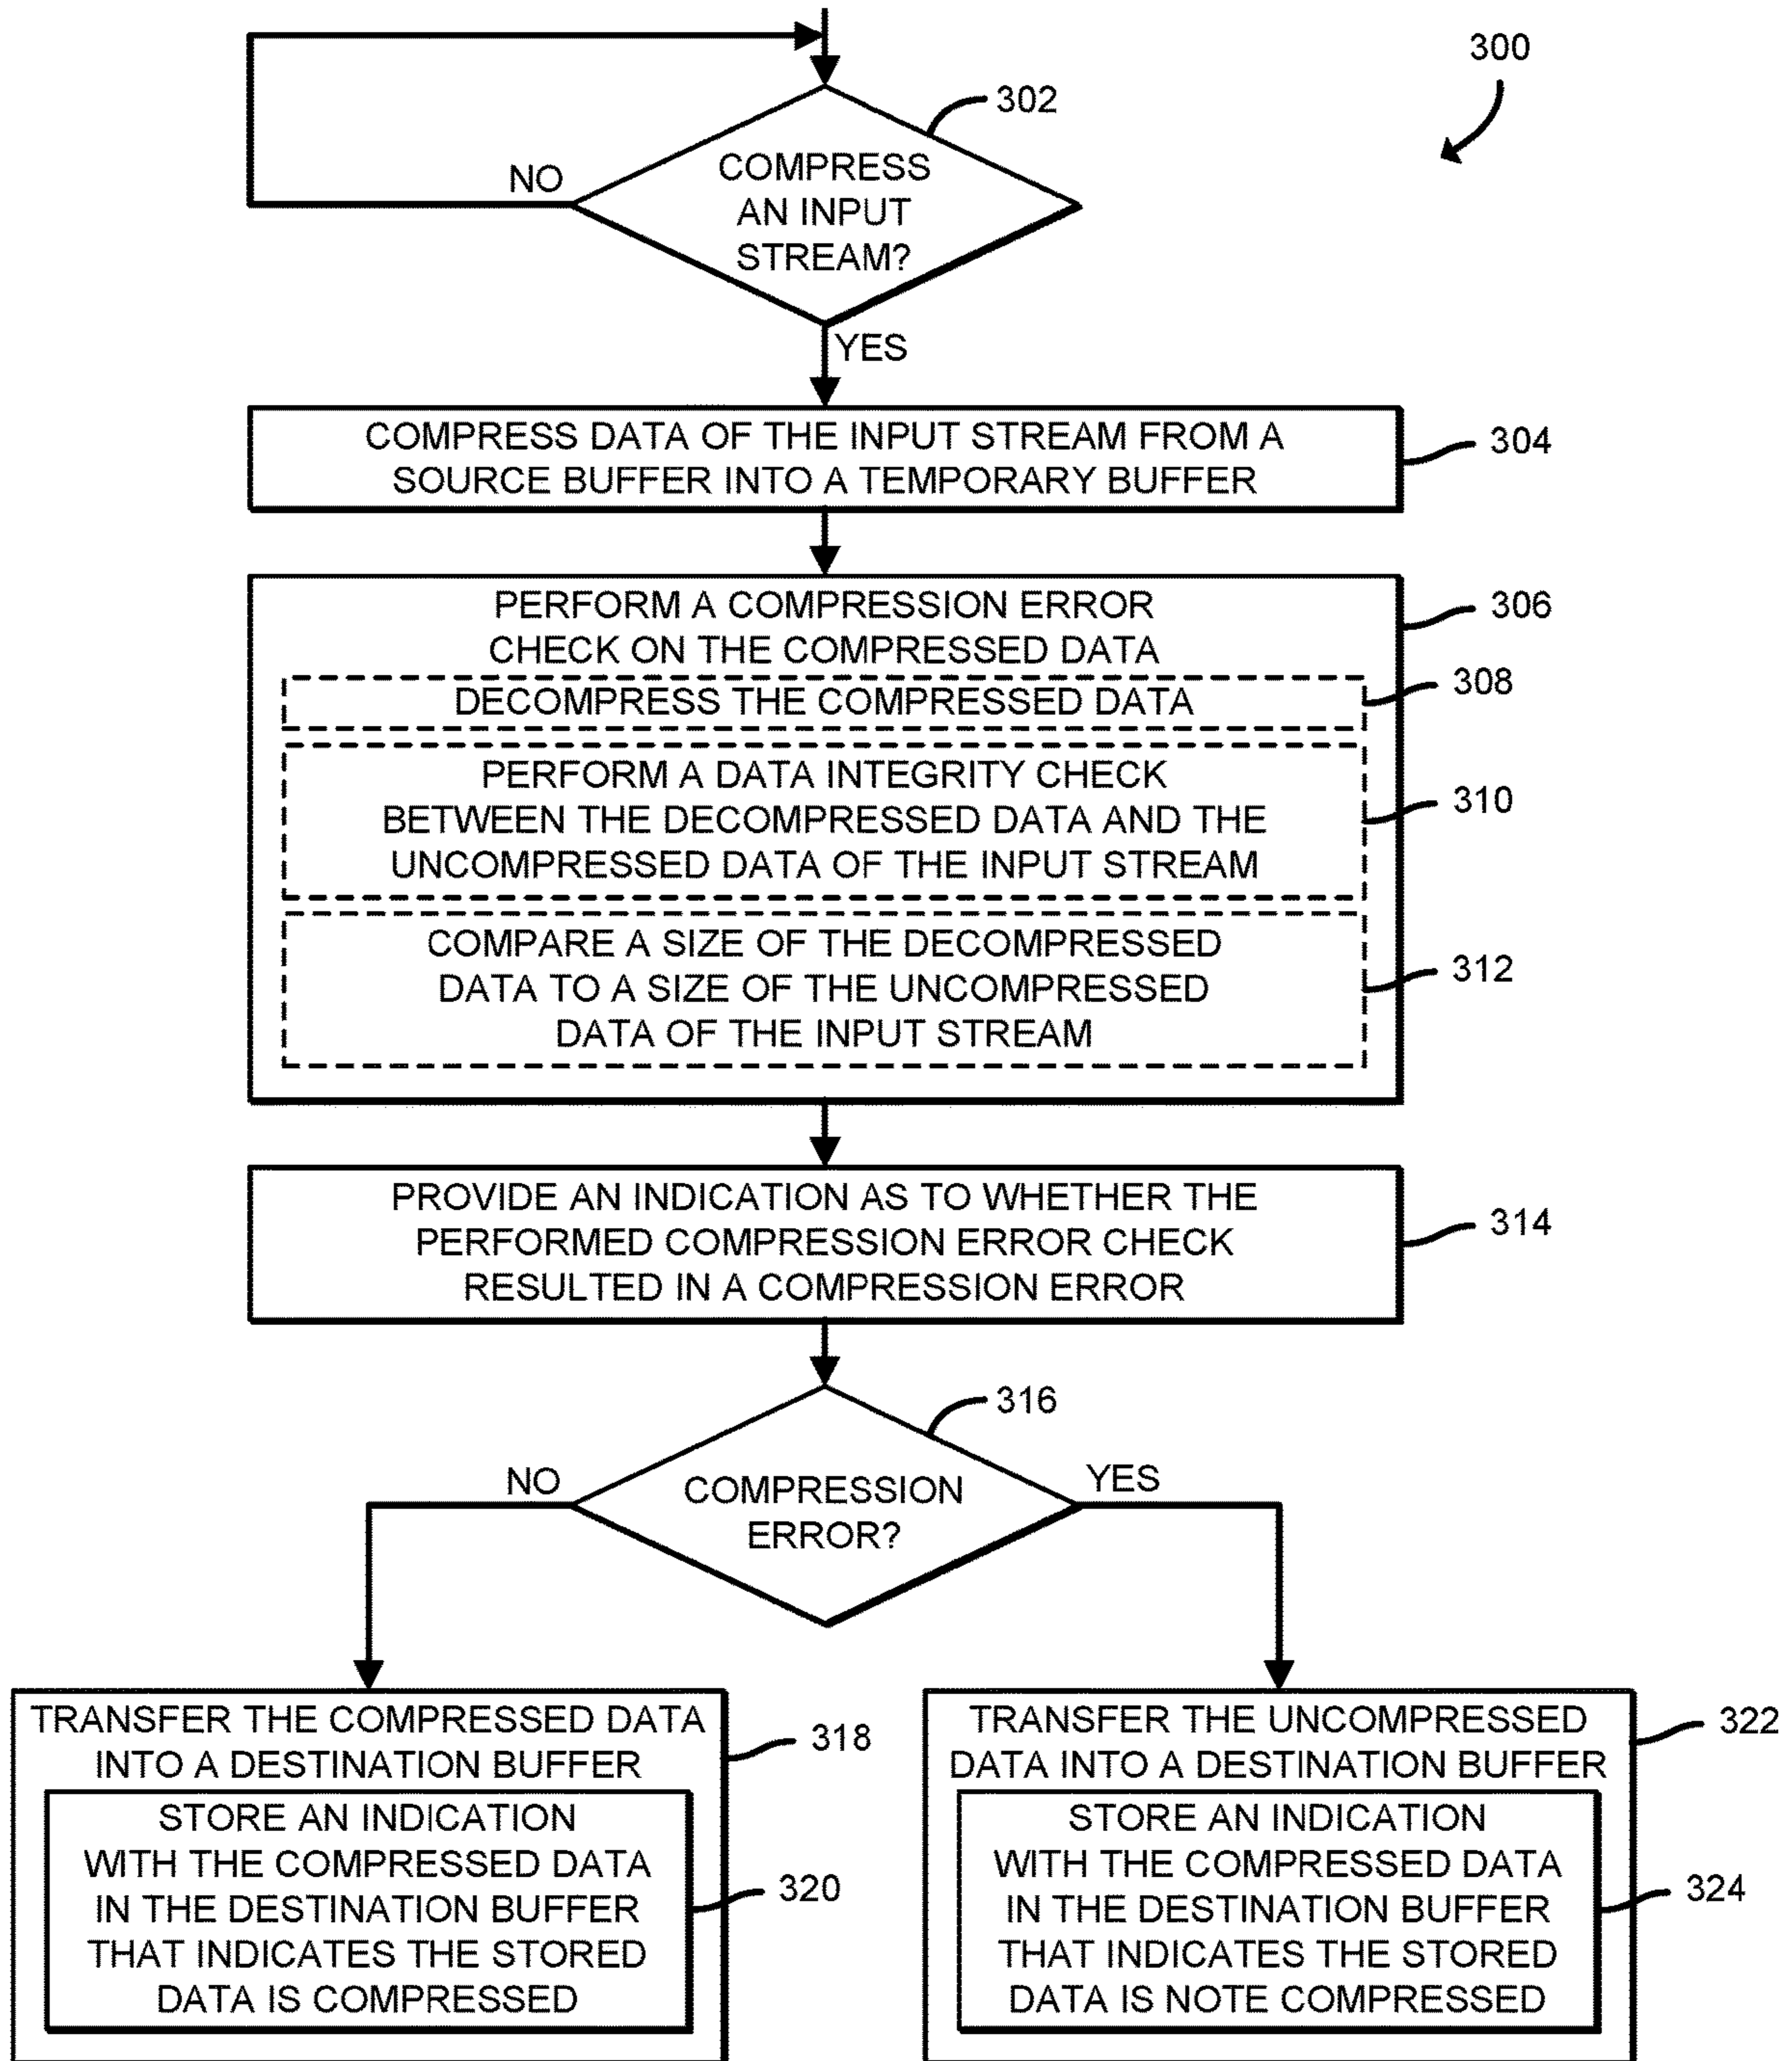 300
302
COMPRESS
AN INPUT
STREAM?
NO
YES
COMPRESS DATA OF THE INPUT STREAM FROM A
SOURCE BUFFER INTO A TEMPORARY BUFFER
304
PERFORM A COMPRESSION ERROR
CHECK ON THE COMPRESSED DATA
306
DECOMPRESS THE COMPRESSED DATA
308
PERFORM A DATA INTEGRITY CHECK
BETWEEN THE DECOMPRESSED DATA AND THE
UNCOMPRESSED DATA OF THE INPUT STREAM
310
COMPARE A SIZE OF THE DECOMPRESSED
DATA TO A SIZE OF THE UNCOMPRESSED
DATA OF THE INPUT STREAM
312
PROVIDE AN INDICATION AS TO WHETHER THE
PERFORMED COMPRESSION ERROR CHECK
RESULTED IN A COMPRESSION ERROR
314
316
COMPRESSION
ERROR?
NO
YES
TRANSFER THE COMPRESSED DATA
INTO A DESTINATION BUFFER
318
STORE AN INDICATION
WITH THE COMPRESSED DATA
IN THE DESTINATION BUFFER
THAT INDICATES THE STORED
DATA IS COMPRESSED
320
TRANSFER THE UNCOMPRESSED
DATA INTO A DESTINATION BUFFER
322
STORE AN INDICATION
WITH THE COMPRESSED DATA
IN THE DESTINATION BUFFER
THAT INDICATES THE STORED
DATA IS NOTE COMPRESSED
324